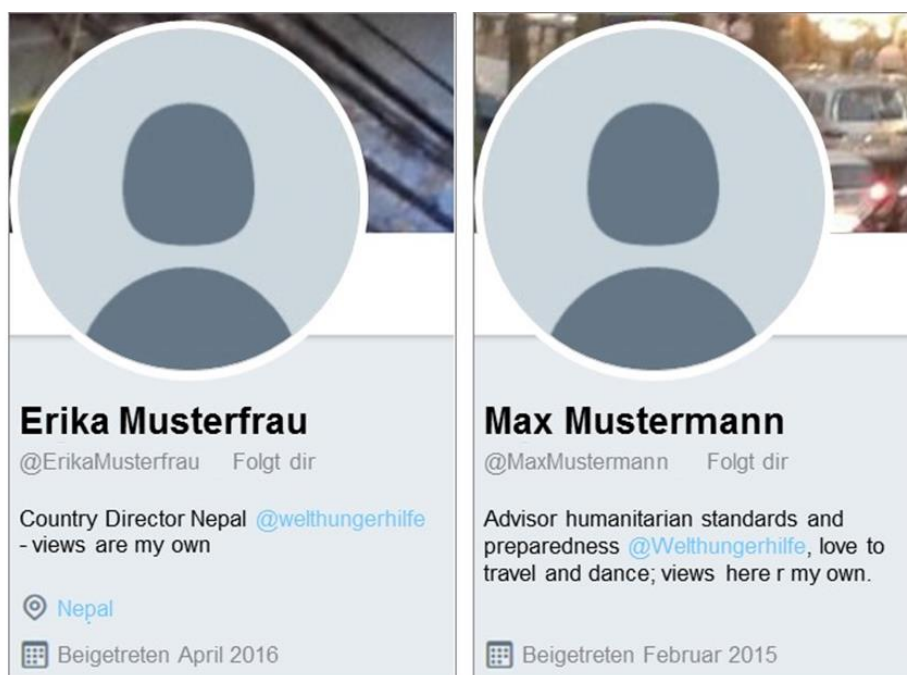 Erika Musterfrau
@ErikaMusterfrau Folgt dir
Country Director Nepal @welthungerhilfe
- views are my own
Nepal
Beigetreten April 2016
Max Mustermann
@MaxMustermann Folgt dir
Advisor humanitarian standards and
preparedness @Welthungerhilfe, love to
travel and dance; views here r my own.
Beigetreten Februar 2015